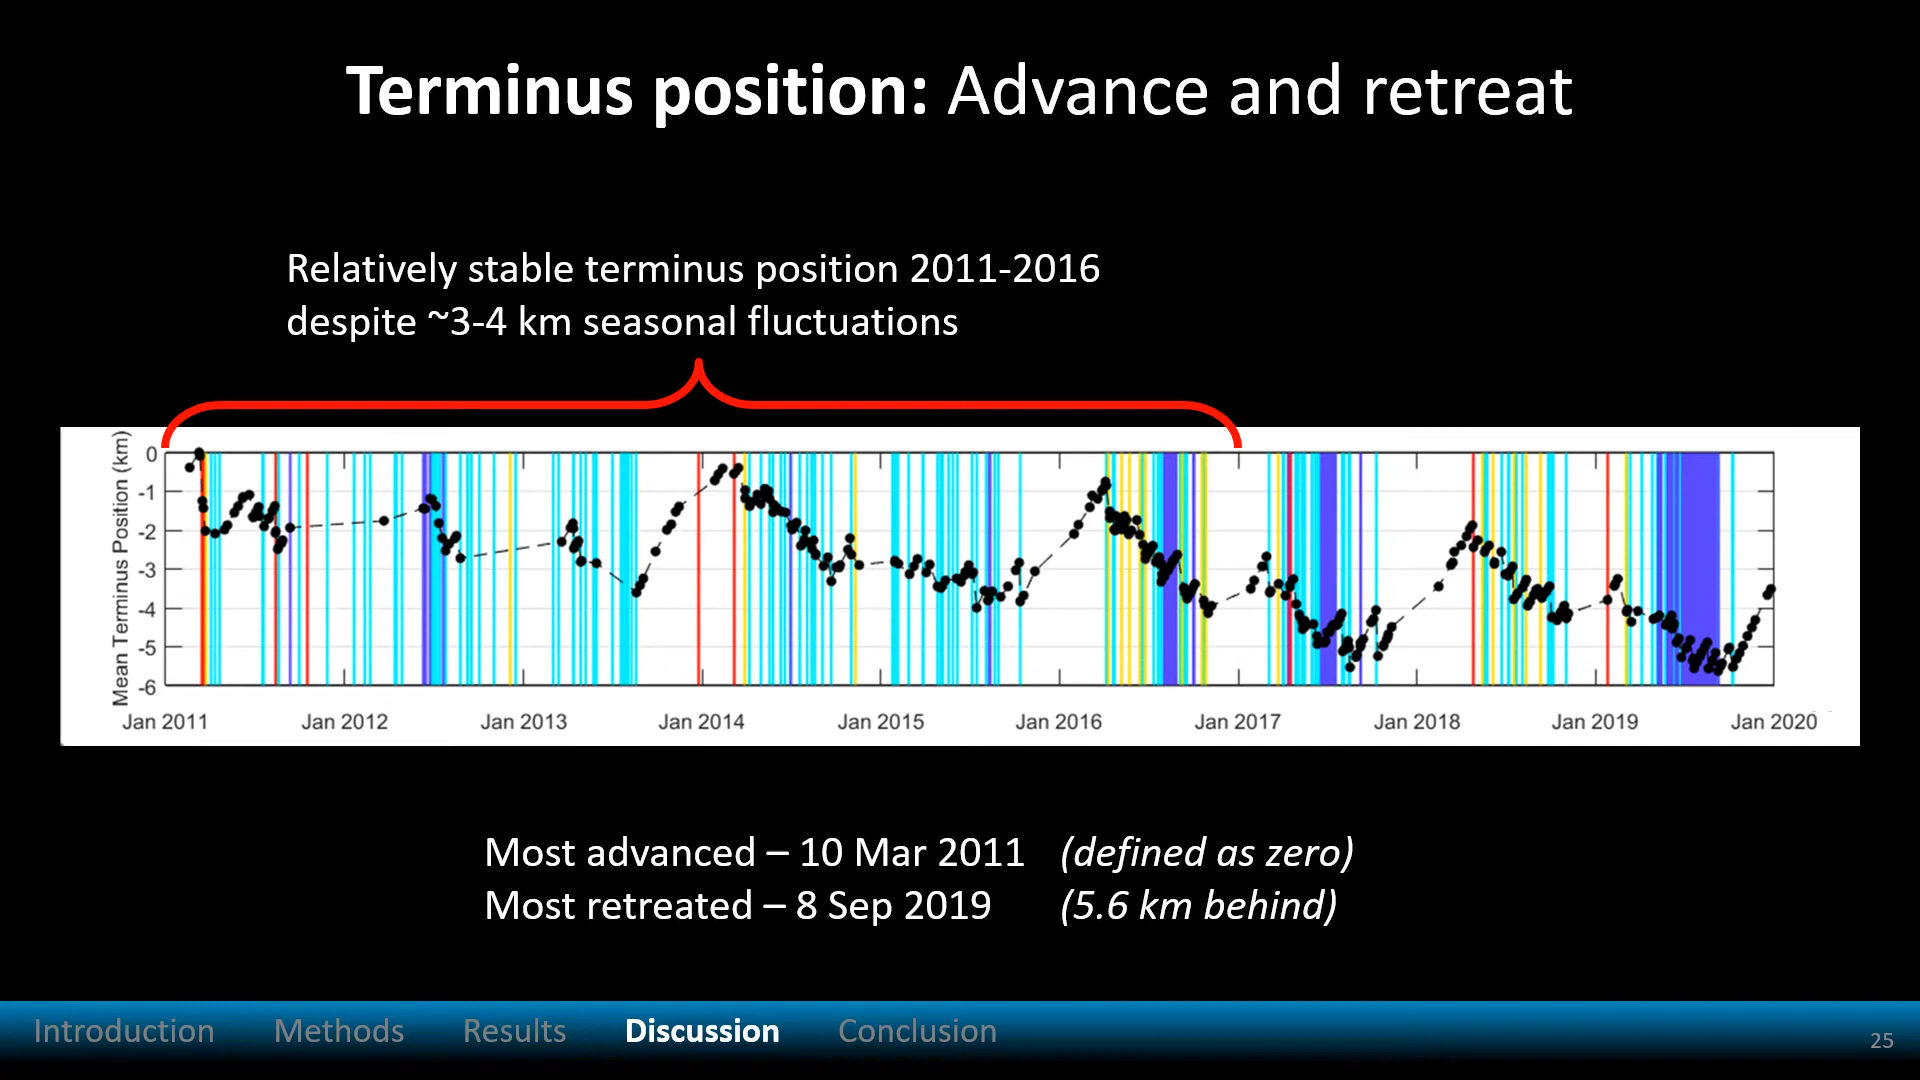 Terminus position: Advance and retreat
Relatively stable terminus position 2011-2016
despite ~3-4 km seasonal fluctuations
Mean Terminus Position (km)
0
-1
-2
-3
-4
-5
-6
Jan 2011 Jan 2012 Jan 2013 Jan 2014 Jan 2015 Jan 2016 Jan 2017 Jan 2018 Jan 2019 Jan 2020
Most advanced – 10 Mar 2011 (defined as zero)
Most retreated – 8 Sep 2019 (5.6 km behind)
Introduction Methods Results Discussion Conclusion
25